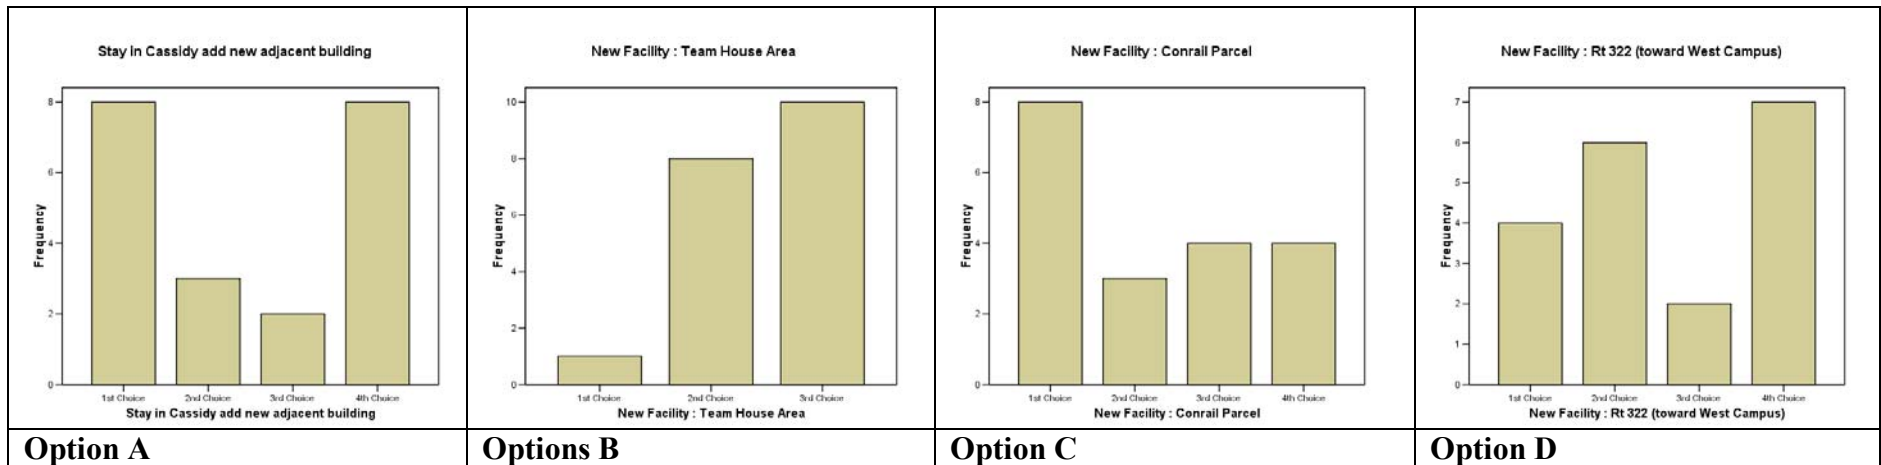 Stay in Cassidy add new adjacent building
Frequency
8
6
4
2
0
1st Choice 2nd Choice 3rd Choice 4th Choice
Stay in Cassidy add new adjacent building
Option A
New Facility : Team House Area
Frequency
10
8
6
4
2
0
1st Choice 2nd Choice 3rd Choice
New Facility : Team House Area
Options B
New Facility : Conrail Parcel
Frequency
8
6
4
2
0
1st Choice 2nd Choice 3rd Choice 4th Choice
New Facility : Conrail Parcel
Option C
New Facility : Rt 322 (toward West Campus)
Frequency
7
6
5
4
3
2
1
0
1st Choice 2nd Choice 3rd Choice 4th Choice
New Facility : Rt 322 (toward West Campus)
Option D